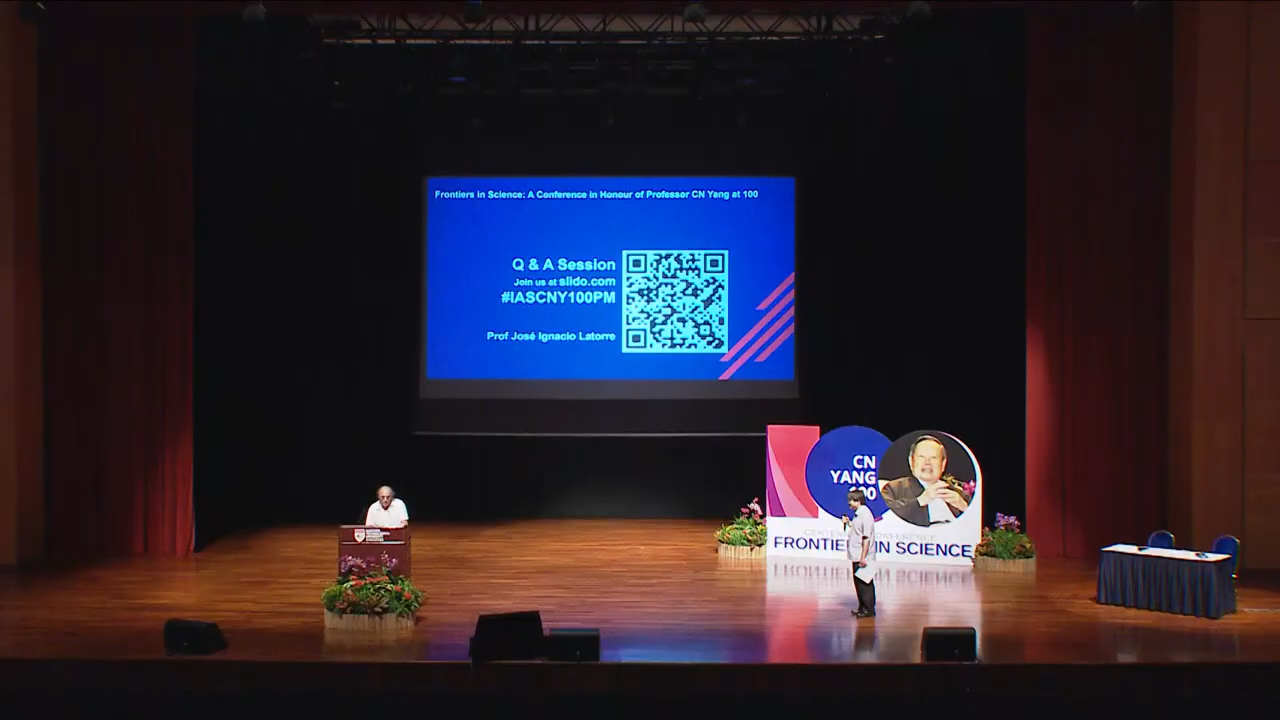 Frontiers in Science: A Conference in Honour of Professor CN Yang at 100
Q & A Session
Join us at slido.com
#IASCNY100PM
Prof José Ignacio Latorre
CN
YANG
100
FRONTIERS IN SCIENCE